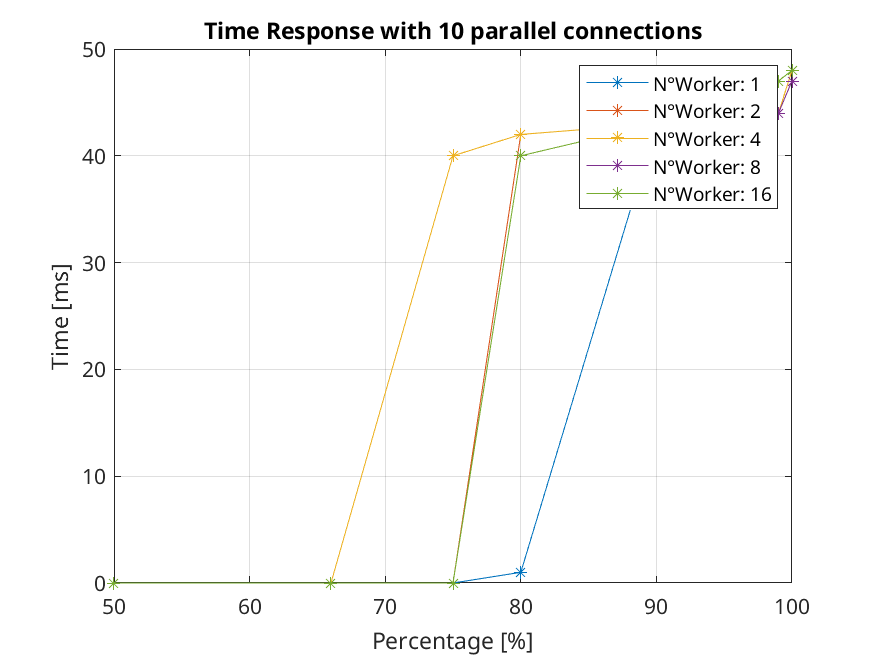 Time Response with 10 parallel connections
50
40
30
20
10
0
Time [ms]
N°Worker: 1
N°Worker: 2
N°Worker: 4
N°Worker: 8
N°Worker: 16
50 60 70 80 90 100
Percentage [%]